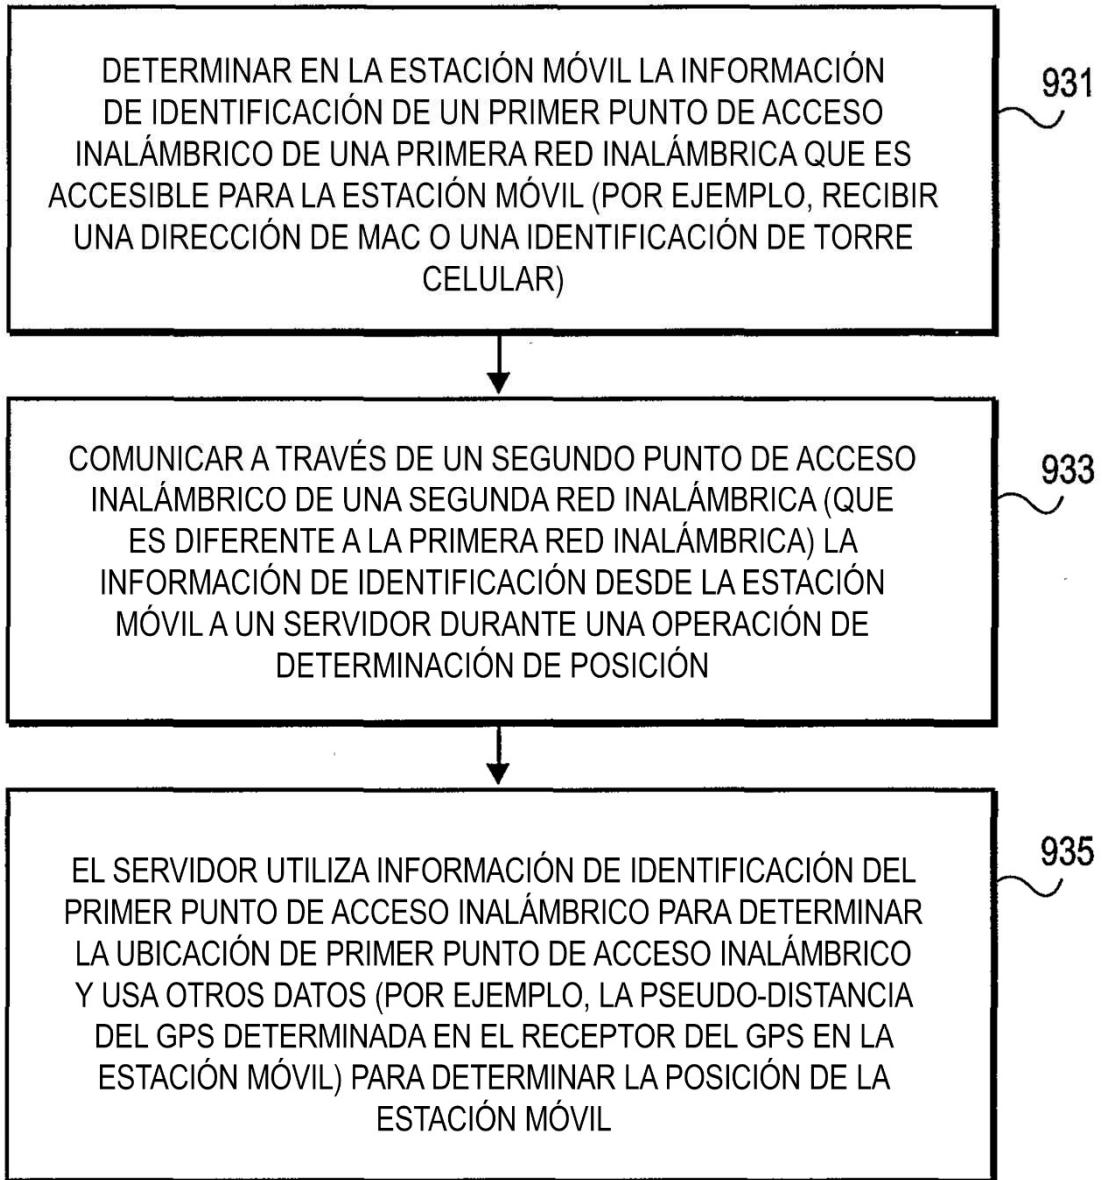 DETERMINAR EN LA ESTACIÓN MÓVIL LA INFORMACIÓN
DE IDENTIFICACIÓN DE UN PRIMER PUNTO DE ACCESO
INALÁMBRICO DE UNA PRIMERA RED INALÁMBRICA QUE ES
ACCESIBLE PARA LA ESTACIÓN MÓVIL (POR EJEMPLO, RECIBIR
UNA DIRECCIÓN DE MAC O UNA IDENTIFICACIÓN DE TORRE
CELULAR)
931
COMUNICAR A TRAVÉS DE UN SEGUNDO PUNTO DE ACCESO
INALÁMBRICO DE UNA SEGUNDA RED INALÁMBRICA (QUE
ES DIFERENTE A LA PRIMERA RED INALÁMBRICA) LA
INFORMACIÓN DE IDENTIFICACIÓN DESDE LA ESTACIÓN
MÓVIL A UN SERVIDOR DURANTE UNA OPERACIÓN DE
DETERMINACIÓN DE POSICIÓN
933
EL SERVIDOR UTILIZA INFORMACIÓN DE IDENTIFICACIÓN DEL
PRIMER PUNTO DE ACCESO INALÁMBRICO PARA DETERMINAR
LA UBICACIÓN DE PRIMER PUNTO DE ACCESO INALÁMBRICO
Y USA OTROS DATOS (POR EJEMPLO, LA PSEUDO-DISTANCIA
DEL GPS DETERMINADA EN EL RECEPTOR DEL GPS EN LA
ESTACIÓN MÓVIL) PARA DETERMINAR LA POSICIÓN DE LA
ESTACIÓN MÓVIL
935